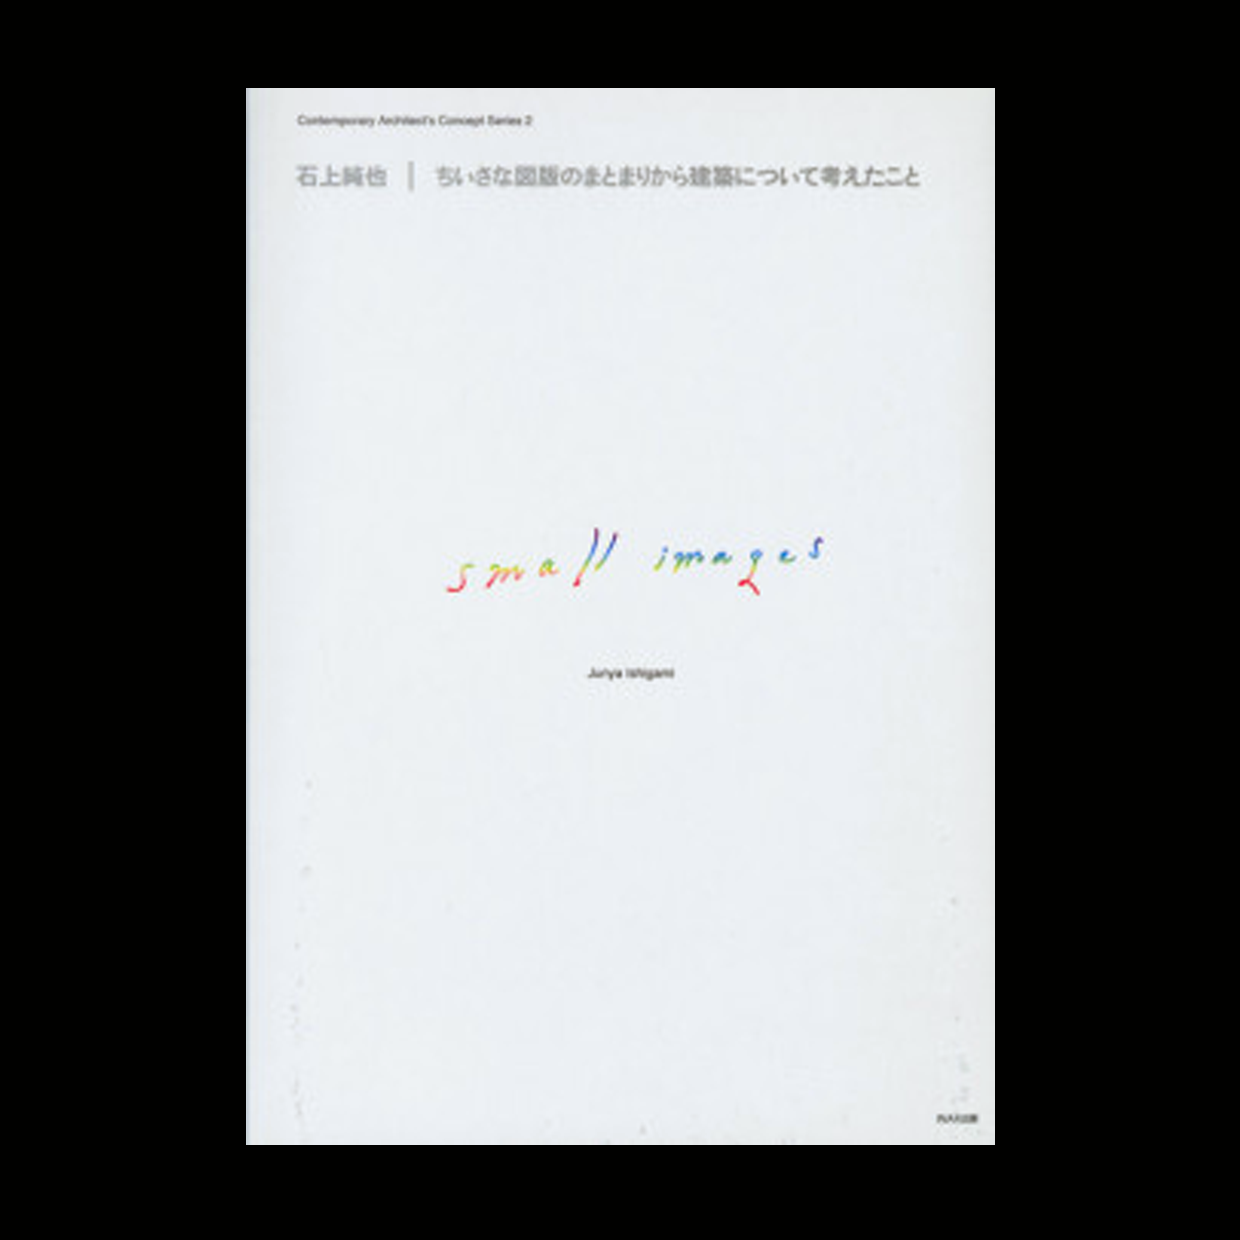 Contemporary Architect's Concept Series 2
石上純也 | ちいさな図版のまとまりから建築について考えたこと
small images
Junya Ishigami
INAX出版